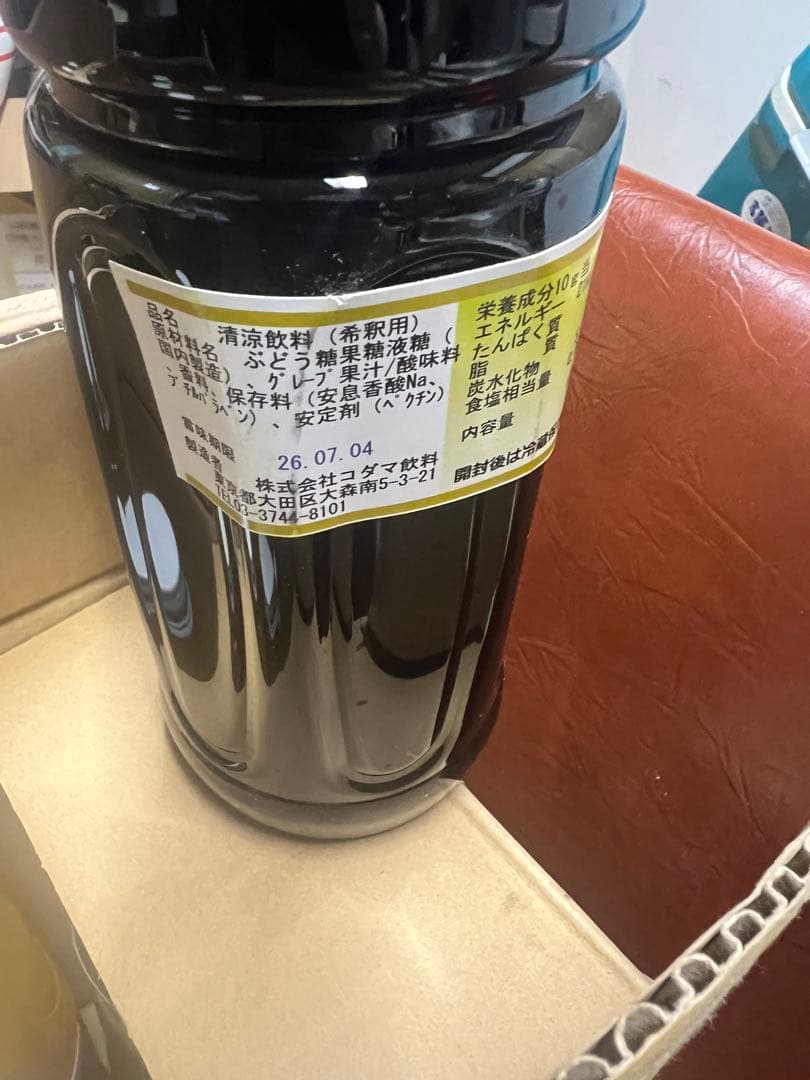 品名 清涼飲料（希釈用）
原材料名 ぶどう糖果糖液糖（
国内製造）、グレープ果汁/酸味料
、香料、保存料（安息香酸Na、
ブチルパラベン）、安定剤（ペクチン）
賞味期限 26.07.04
製造者 株式会社コダマ飲料
東京都大田区大森南5-3-21
TEL03-3744-8101
栄養成分10g当
エネルギー
たんぱく質
脂 質
炭水化物
食塩相当量
内容量
開封後は冷蔵